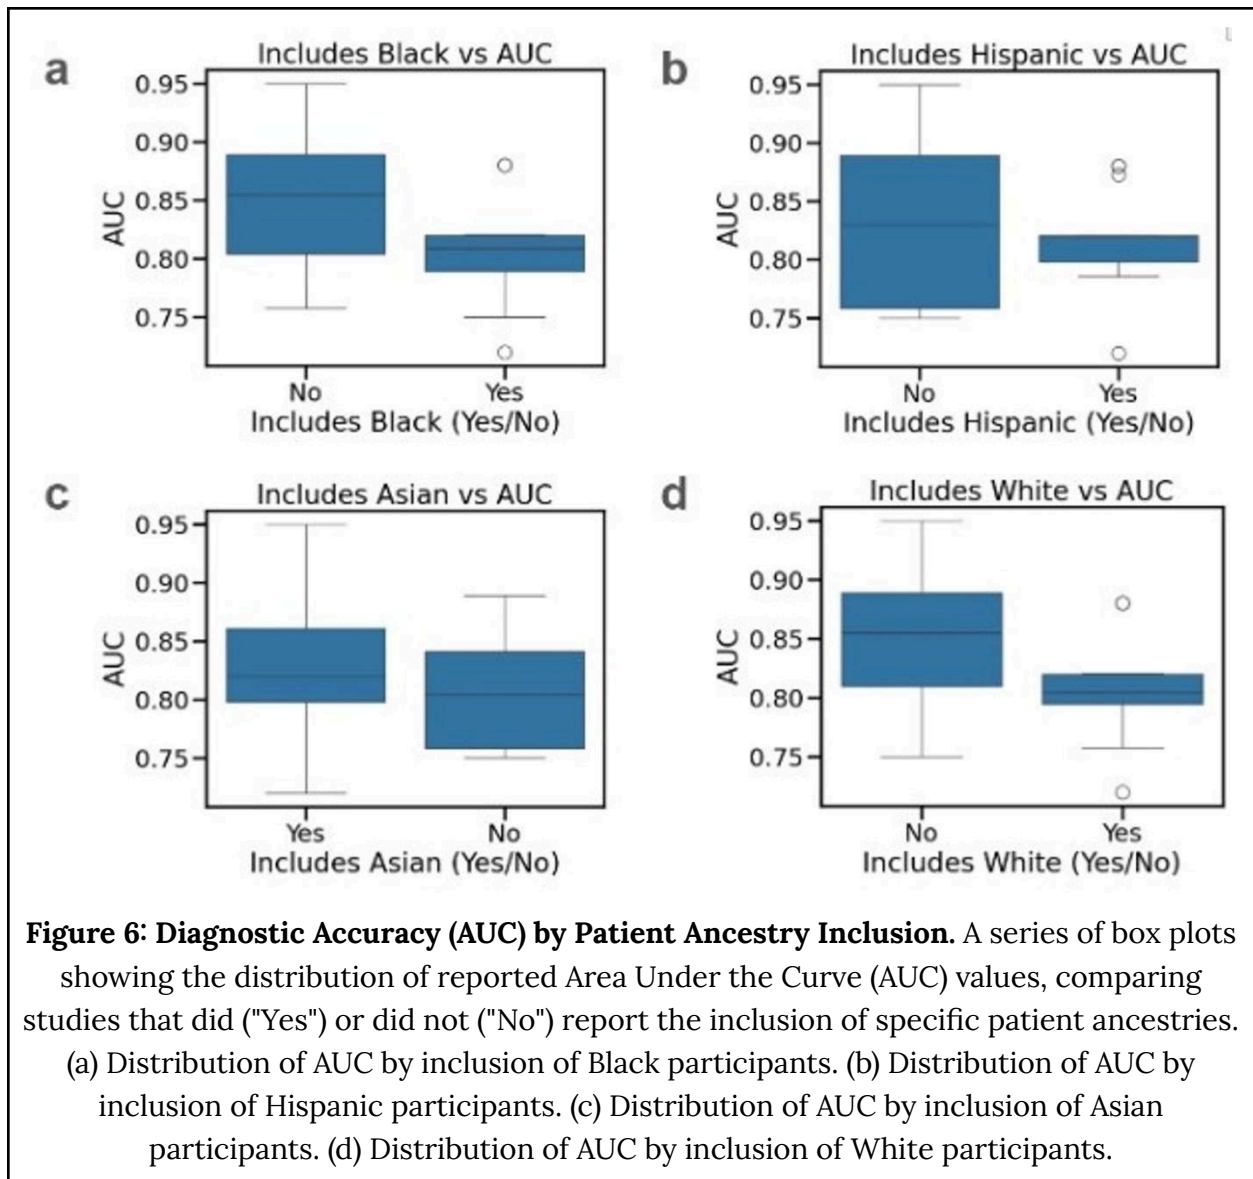 a
Includes Black vs AUC
0.95
0.90
0.85
0.80
0.75
AUC
No Yes
Includes Black (Yes/No)
b
Includes Hispanic vs AUC
0.95
0.90
0.85
0.80
0.75
AUC
No Yes
Includes Hispanic (Yes/No)
c
Includes Asian vs AUC
0.95
0.90
0.85
0.80
0.75
AUC
Yes No
Includes Asian (Yes/No)
d
Includes White vs AUC
0.95
0.90
0.85
0.80
0.75
AUC
No Yes
Includes White (Yes/No)
Figure 6: Diagnostic Accuracy (AUC) by Patient Ancestry Inclusion. A series of box plots
showing the distribution of reported Area Under the Curve (AUC) values, comparing
studies that did ("Yes") or did not ("No") report the inclusion of specific patient ancestries.
(a) Distribution of AUC by inclusion of Black participants. (b) Distribution of AUC by
inclusion of Hispanic participants. (c) Distribution of AUC by inclusion of Asian
participants. (d) Distribution of AUC by inclusion of White participants.